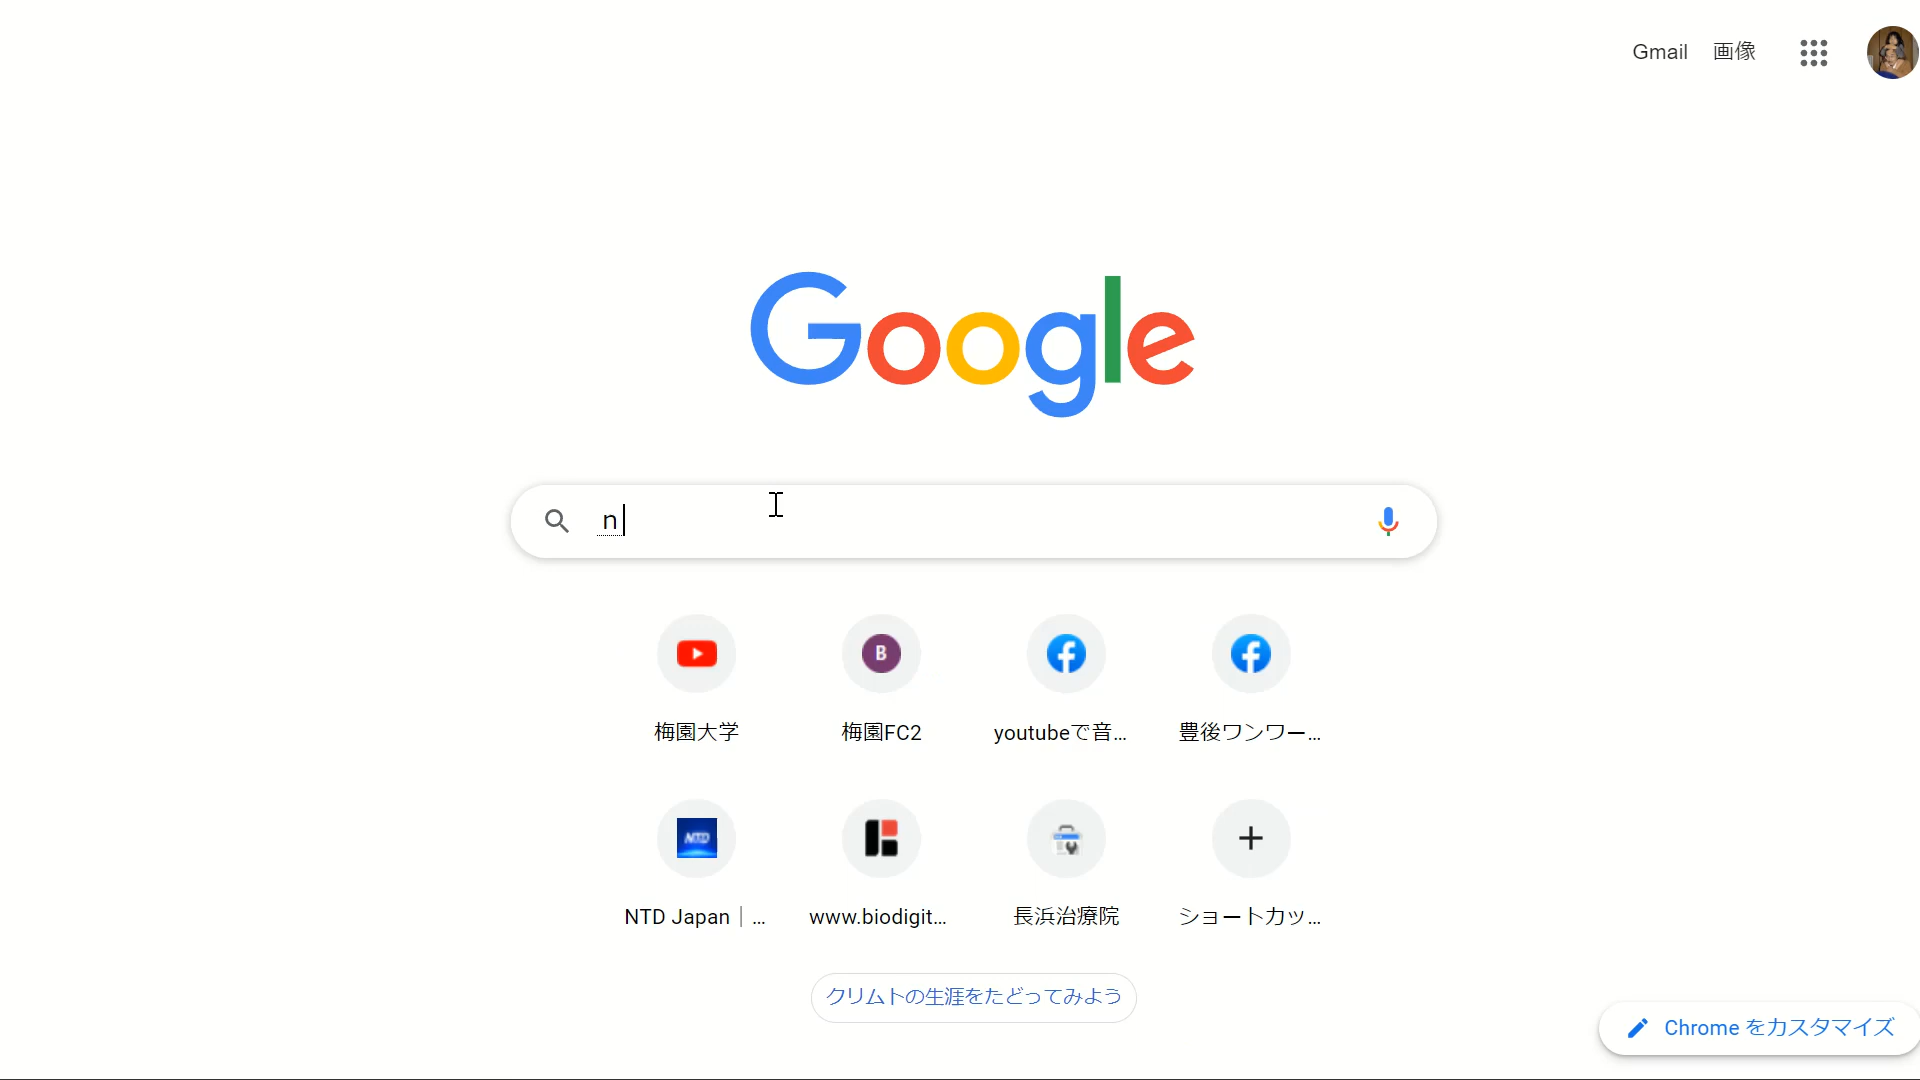 Gmail 画像
Google
n
B
梅園大学 梅園FC2 youtubeで音... 豊後ワンワー...
NTD
NTD Japan｜... www.biodigit... 長浜治療院 ショートカッ...
クリムトの生涯をたどってみよう
Chrome をカスタマイズ